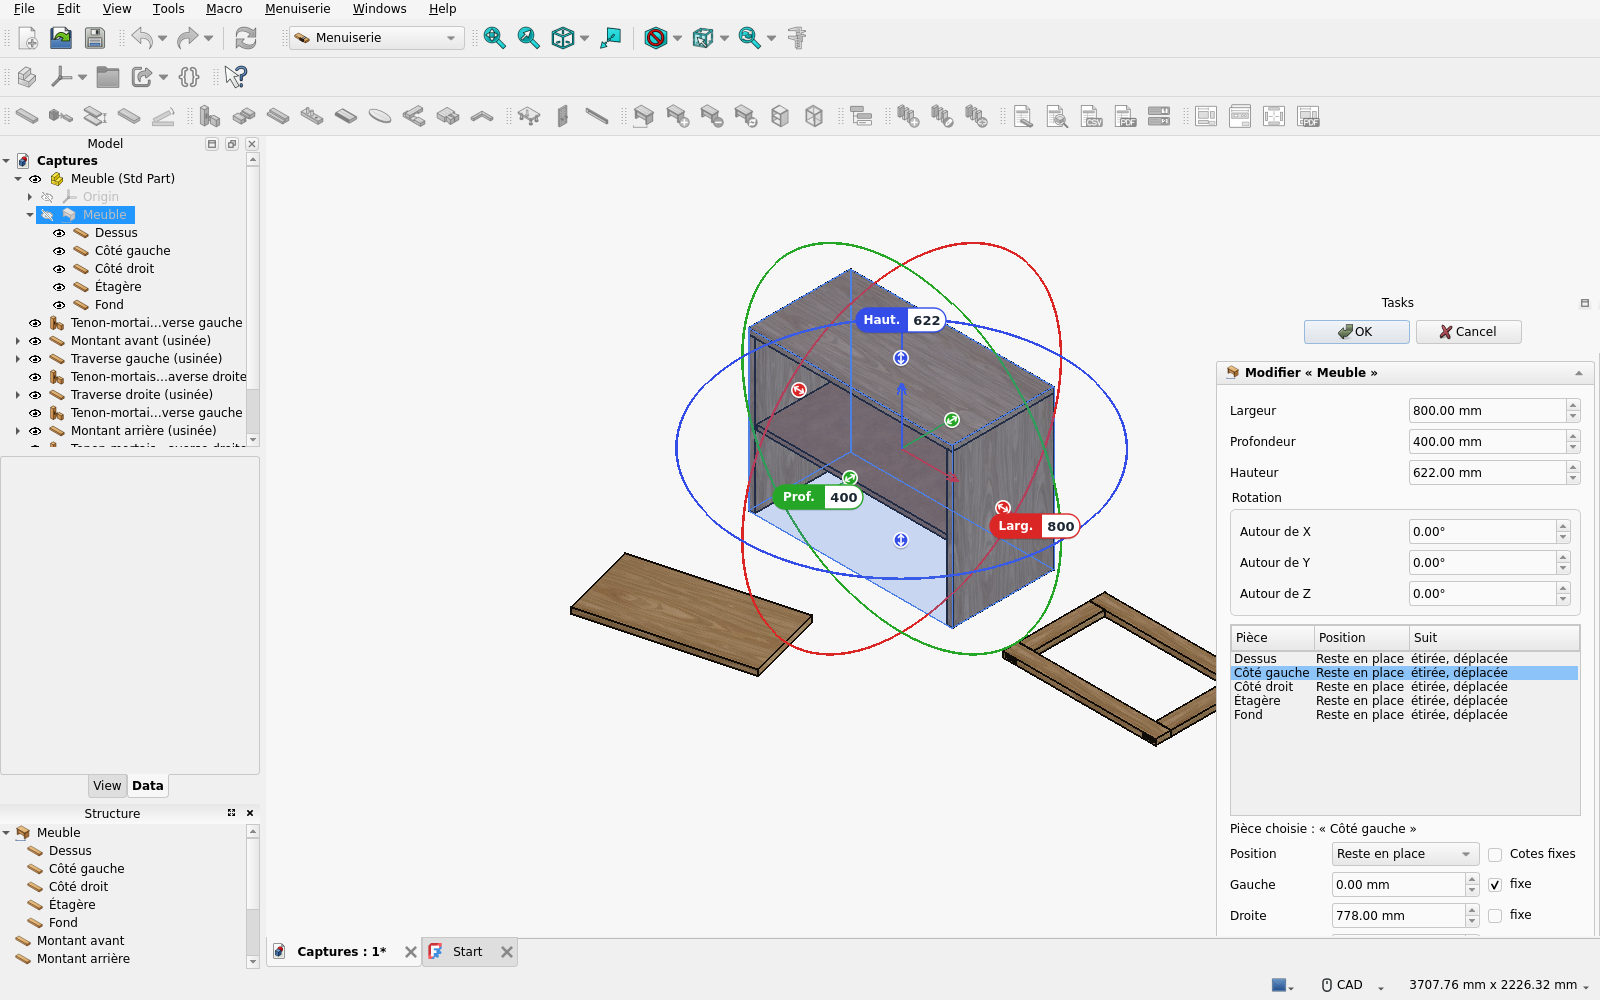 File Edit View Tools Macro Menuiserie Windows Help
Menuiserie
Model
Captures
Meuble (Std Part)
Origin
Meuble
Dessus
Côté gauche
Côté droit
Étagère
Fond
Tenon-mortai...verse gauche
Montant avant (usinée)
Traverse gauche (usinée)
Tenon-mortais...averse droite
Traverse droite (usinée)
Tenon-mortai...verse gauche
Montant arrière (usinée)
View Data
Structure
Meuble
Dessus
Côté gauche
Côté droit
Étagère
Fond
Montant avant
Montant arrière
Haut. 622
Prof. 400
Larg. 800
Captures : 1*
Start
Tasks
OK Cancel
Modifier « Meuble »
Largeur 800.00 mm
Profondeur 400.00 mm
Hauteur 622.00 mm
Rotation
Autour de X 0.00°
Autour de Y 0.00°
Autour de Z 0.00°
Pièce Position Suit
Dessus Reste en place étirée, déplacée
Côté gauche Reste en place étirée, déplacée
Côté droit Reste en place étirée, déplacée
Étagère Reste en place étirée, déplacée
Fond Reste en place étirée, déplacée
Pièce choisie : « Côté gauche »
Position Reste en place Cotes fixes
Gauche 0.00 mm fixe
Droite 778.00 mm fixe
CAD 3707.76 mm x 2226.32 mm